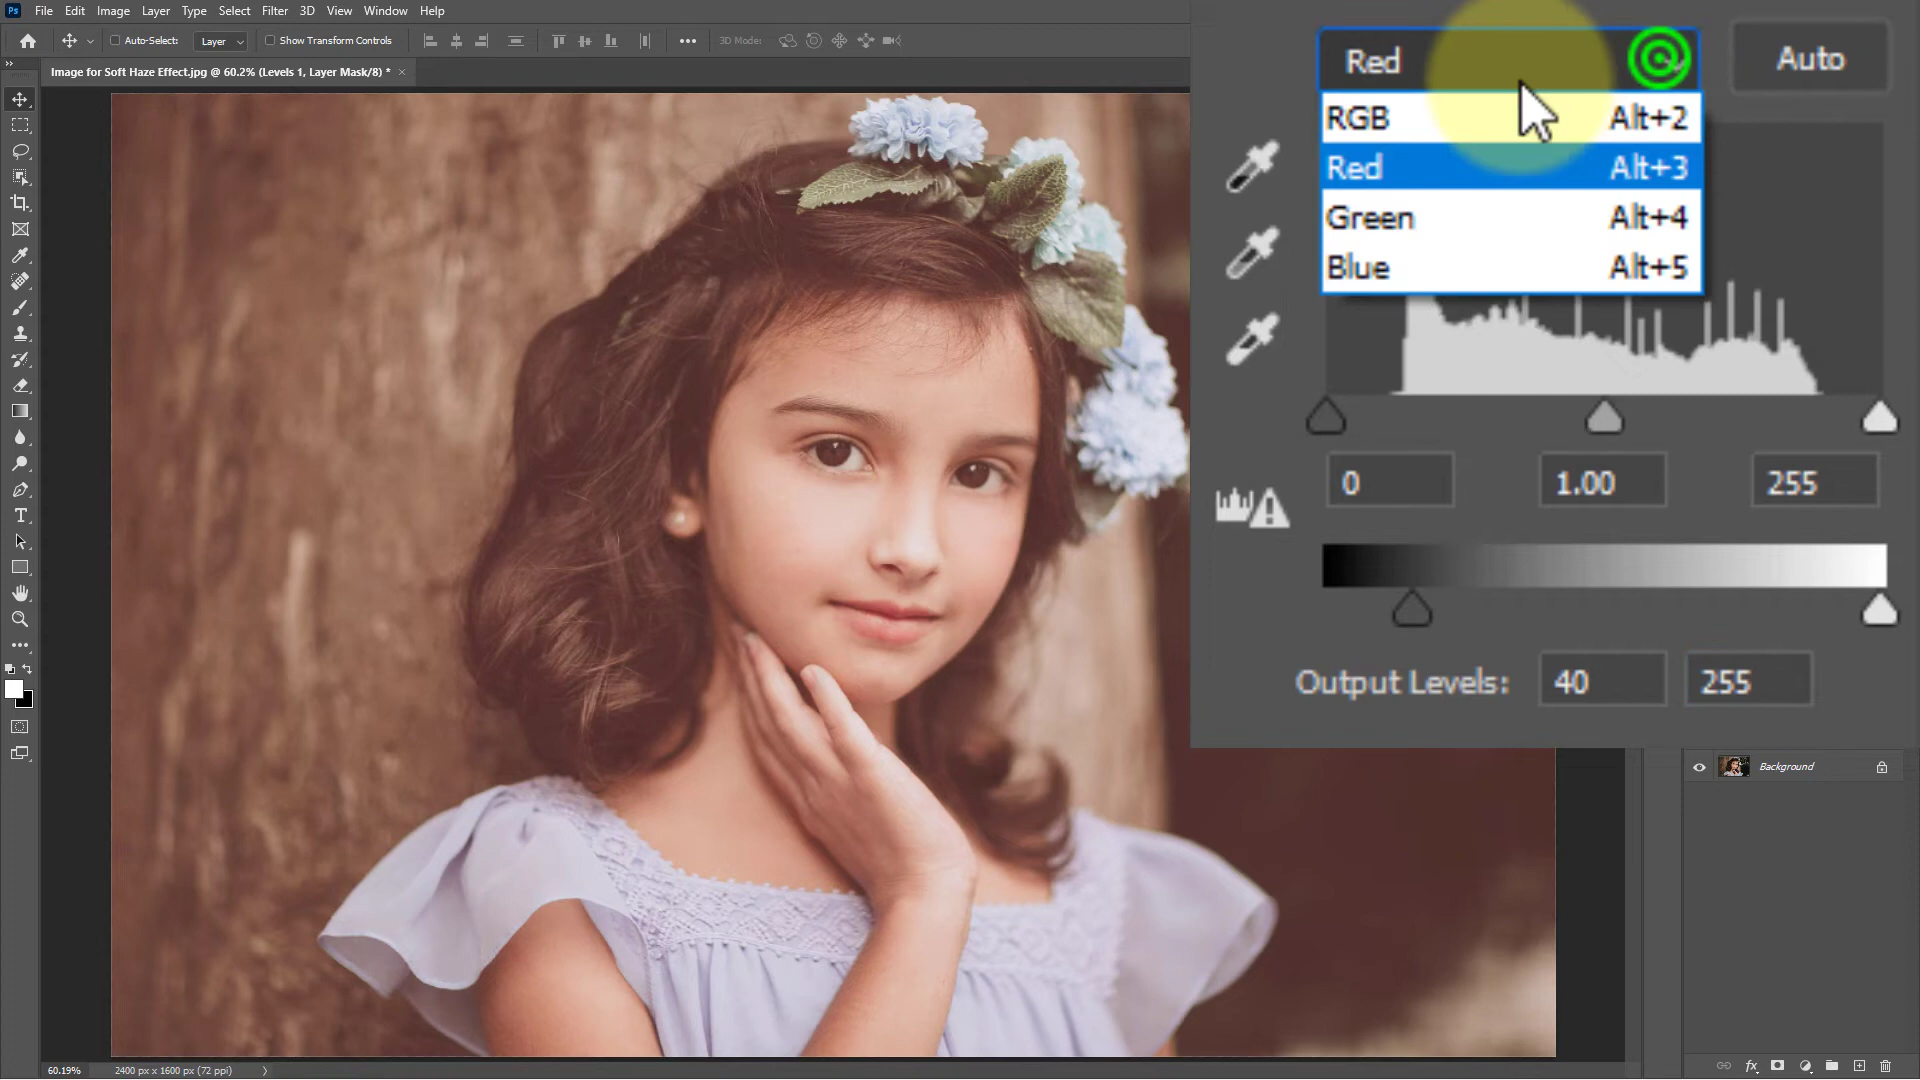 Ps File Edit Image Layer Type Select Filter 3D View Window Help
Auto-Select: Layer Show Transform Controls 3D Mode:
Image for Soft Haze Effect.jpg @ 60.2% (Levels 1, Layer Mask/8) * ×
Red Auto
RGB Alt+2
Red Alt+3
Green Alt+4
Blue Alt+5
0 1.00 255
Output Levels: 40 255
Background
fx
60.19% 2400 px x 1600 px (72 ppi)